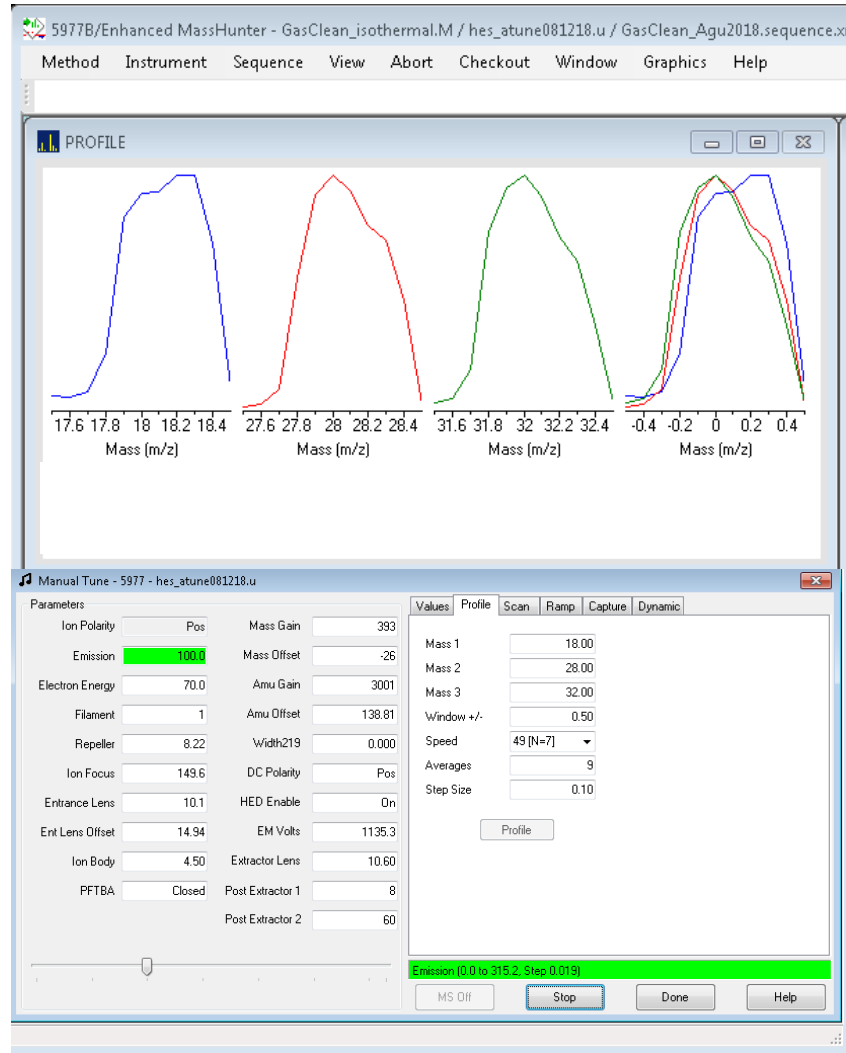 5977B/Enhanced MassHunter - GasClean_isothermal.M / hes_atune081218.u / GasClean_Agu2018.sequence.x
Method Instrument Sequence View Abort Checkout Window Graphics Help
PROFILE
17.6 17.8 18 18.2 18.4 27.6 27.8 28 28.2 28.4 31.6 31.8 32 32.2 32.4 -0.4 -0.2 0 0.2 0.4
Mass (m/z) Mass (m/z) Mass (m/z) Mass (m/z)
Manual Tune - 5977 - hes_atune081218.u
Parameters
Ion Polarity Pos Mass Gain 393
Emission 100.0 Mass Offset -26
Electron Energy 70.0 Amu Gain 3001
Filament 1 Amu Offset 138.81
Repeller 8.22 Width219 0.000
Ion Focus 149.6 DC Polarity Pos
Entrance Lens 10.1 HED Enable On
Ent Lens Offset 14.94 EM Volts 1135.3
Ion Body 4.50 Extractor Lens 10.60
PFTBA Closed Post Extractor 1 8
Post Extractor 2 60
Values Profile Scan Ramp Capture Dynamic
Mass 1 18.00
Mass 2 28.00
Mass 3 32.00
Window +/- 0.50
Speed 49 [N=7]
Averages 9
Step Size 0.10
Profile
Emission (0.0 to 315.2, Step 0.019)
MS Off Stop Done Help